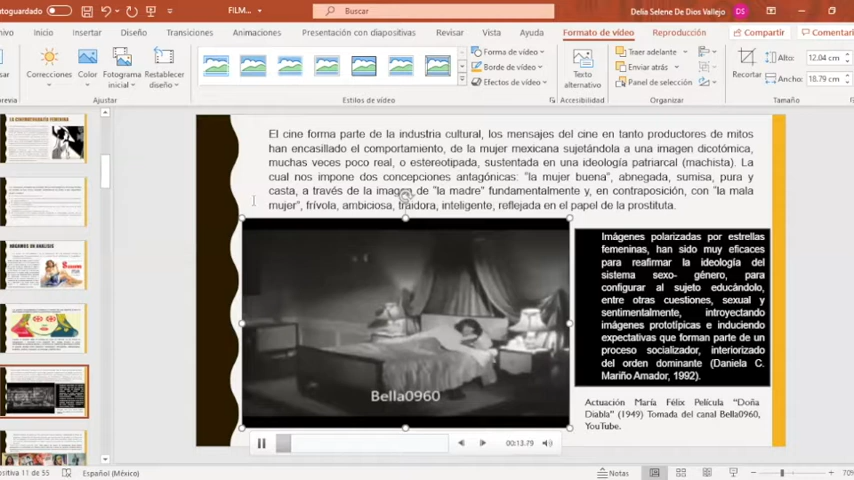 FILM...
Buscar
Delia Selene De Dios Vallejo
DS
Archivo
Inicio
Insertar
Diseño
Transiciones
Animaciones
Presentación con diapositivas
Grabar
Revisar
Vista
Ayuda
Formato de vídeo
Reproducción
Compartir
Correcciones
Color
Fotograma
inicial
Restablecer
diseño
Ajustar
Estilos de vídeo
Forma de vídeo
Borde de vídeo
Efectos de vídeo
Texto
alternativo
Accesibilidad
Traer adelante
Enviar atrás
Panel de selección
Organizar
Recortar
Alto:
12.04 cm
Ancho:
18.79 cm
Tamaño
LA CINEMATOGRAFÍA FEMENINA
HAGAMOS UN ANÁLISIS
El cine forma parte de la industria cultural, los mensajes del cine en tanto productores de mitos
han encasillado el comportamiento, de la mujer mexicana sujetándola a una imagen dicotómica,
muchas veces poco real, o estereotipada, sustentada en una ideología patriarcal (machista). La
cual nos impone dos concepciones antagónicas: “la mujer buena”, abnegada, sumisa, pura y
casta, a través de la imagen de “la madre” fundamentalmente y, en contraposición, con “la mala
mujer”, frívola, ambiciosa, traidora, inteligente, reflejada en el papel de la prostituta.
Bella0960
Imágenes polarizadas por estrellas
femeninas, han sido muy eficaces
para reafirmar la ideología del
sistema sexo- género, para
configurar al sujeto educándolo,
entre otras cuestiones, sexual y
sentimentalmente, introyectando
imágenes prototípicas e induciendo
expectativas que forman parte de un
proceso socializador, interiorizado
del orden dominante (Daniela C.
Mariño Amador, 1992).
Actuación María Félix Película “Doña
Diabla” (1949) Tomada del canal Bella0960,
YouTube.
00:13.79
11 de 55
Español (México)
Notas